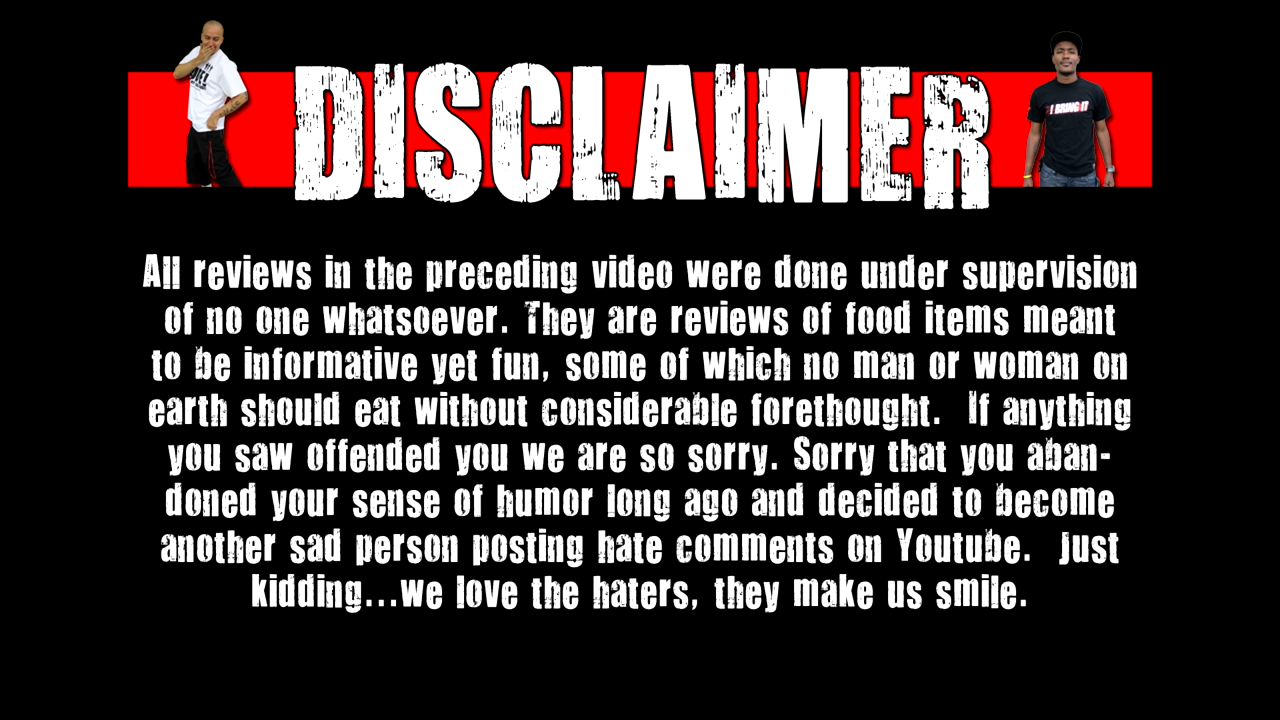 DISCLAIMER
I BRING IT
All reviews in the preceding video were done under supervision
of no one whatsoever. They are reviews of food items meant
to be informative yet fun, some of which no man or woman on
earth should eat without considerable forethought. If anything
you saw offended you we are so sorry. Sorry that you aban-
doned your sense of humor long ago and decided to become
another sad person posting hate comments on Youtube. Just
kidding...we love the haters, they make us smile.